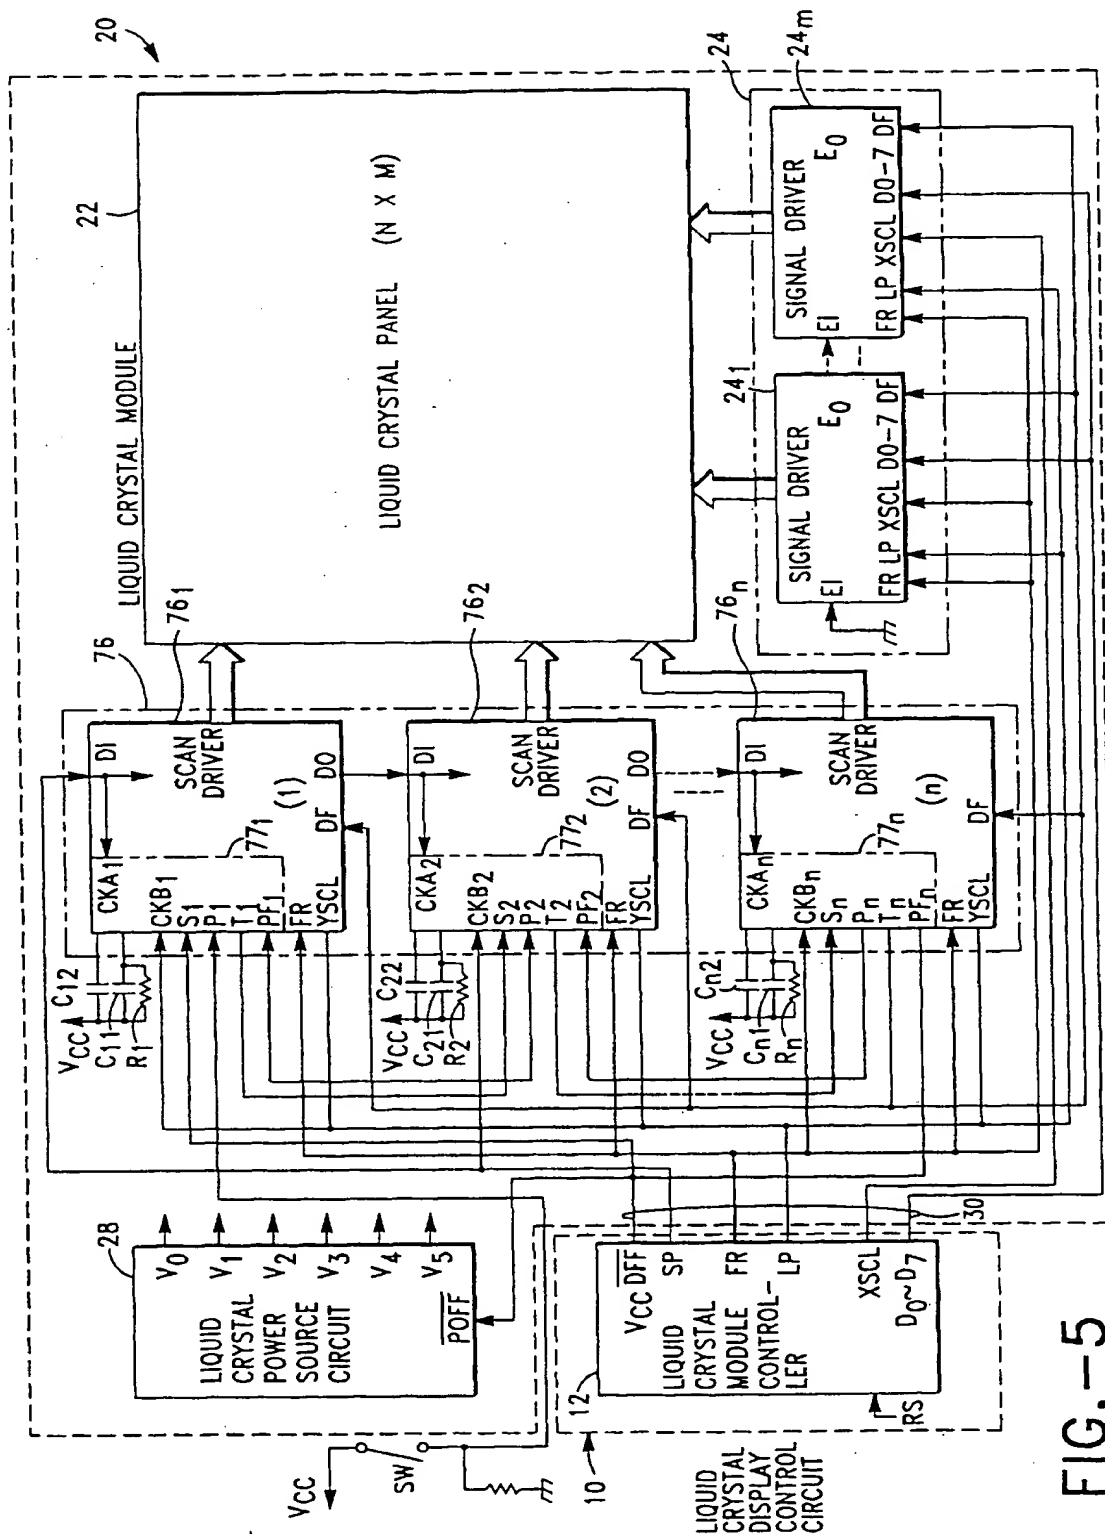 FIG.-5
LIQUID
CRYSTAL
DISPLAY
CONTROL
CIRCUIT
10
VCC
SW
12
VCC DFF
SP
LIQUID
CRYSTAL
MODULE
CONTROL-
LER
FR
LP
XSCL
D0~D7
RS
30
28
LIQUID
CRYSTAL
POWER
SOURCE
CIRCUIT
V0
V1
V2
V3
V4
V5
POFF
20
LIQUID CRYSTAL MODULE
22
LIQUID CRYSTAL PANEL (N X M)
76
761
VCC
C12
C11
R1
CKA1
CKB1
S1
P1
T1
PF1
FR
YSCL
DI
SCAN
DRIVER
(1)
771
DF
DO
762
VCC
C22
C21
R2
CKA2
CKB2
S2
P2
T2
PF2
FR
YSCL
DI
SCAN
DRIVER
(2)
772
DF
DO
76n
VCC
Cn2
Cn1
Rn
CKAn
CKBn
Sn
Pn
Tn
PFn
FR
YSCL
DI
SCAN
DRIVER
(n)
77n
DF
24
241
SIGNAL DRIVER
EI
E0
FR LP XSCL DO-7 DF
24m
SIGNAL DRIVER
EI
E0
FR LP XSCL DO-7 DF